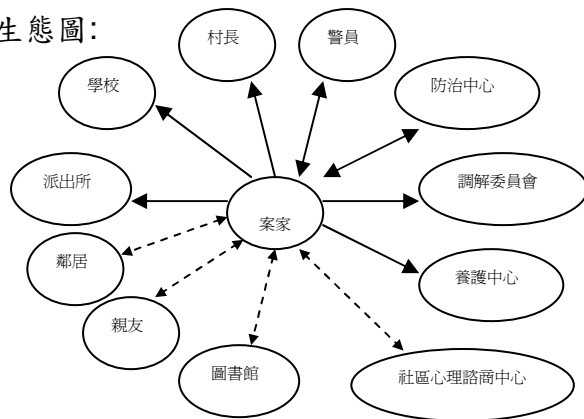 生態圖:
村長
警員
學校
防治中心
派出所
調解委員會
案家
鄰居
養護中心
親友
圖書館
社區心理諮商中心